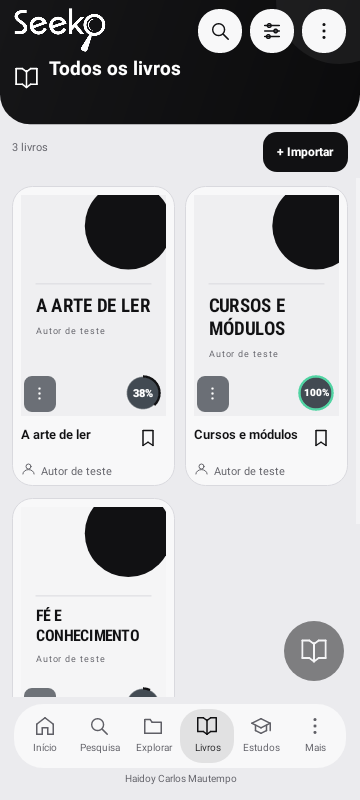 Seeko
Todos os livros
3 livros
+ Importar
A ARTE DE LER
Autor de teste
38%
CURSOS E
MÓDULOS
Autor de teste
100%
A arte de ler
Autor de teste
Cursos e módulos
Autor de teste
FÉ E
CONHECIMENTO
Autor de teste
Início
Pesquisa
Explorar
Livros
Estudos
Mais
Haidoy Carlos Mautempo